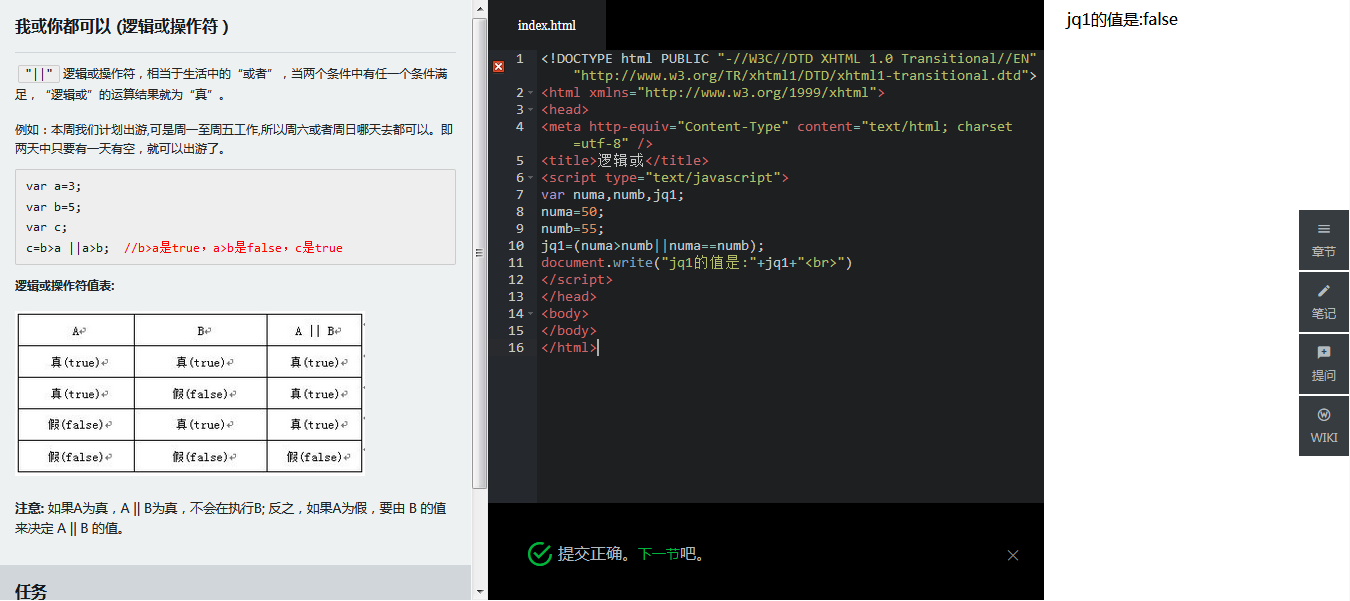 我或你都可以 (逻辑或操作符 )
"||" 逻辑或操作符，相当于生活中的“或者”，当两个条件中有任一个条件满
足，“逻辑或”的运算结果就为“真”。
例如：本周我们计划出游,可是周一至周五工作,所以周六或者周日哪天去都可以。即
两天中只要有一天有空，就可以出游了。
var a=3;
var b=5;
var c;
c=b>a ||a>b;  //b>a是true，a>b是false，c是true
逻辑或操作符值表:
A B A || B
真(true) 真(true) 真(true)
真(true) 假(false) 真(true)
假(false) 真(true) 真(true)
假(false) 假(false) 假(false)
注意: 如果A为真，A || B为真，不会在执行B; 反之，如果A为假，要由 B 的值
来决定 A || B 的值。
任务
index.html
1 <!DOCTYPE html PUBLIC "-//W3C//DTD XHTML 1.0 Transitional//EN"
"http://www.w3.org/TR/xhtml1/DTD/xhtml1-transitional.dtd">
2 <html xmlns="http://www.w3.org/1999/xhtml">
3 <head>
4 <meta http-equiv="Content-Type" content="text/html; charset
=utf-8" />
5 <title>逻辑或</title>
6 <script type="text/javascript">
7 var numa,numb,jq1;
8 numa=50;
9 numb=55;
10 jq1=(numa>numb||numa==numb);
11 document.write("jq1的值是:"+jq1+"<br>")
12 </script>
13 </head>
14 <body>
15 </body>
16 </html>
提交正确。下一节吧。
jq1的值是:false
章节
笔记
提问
WIKI